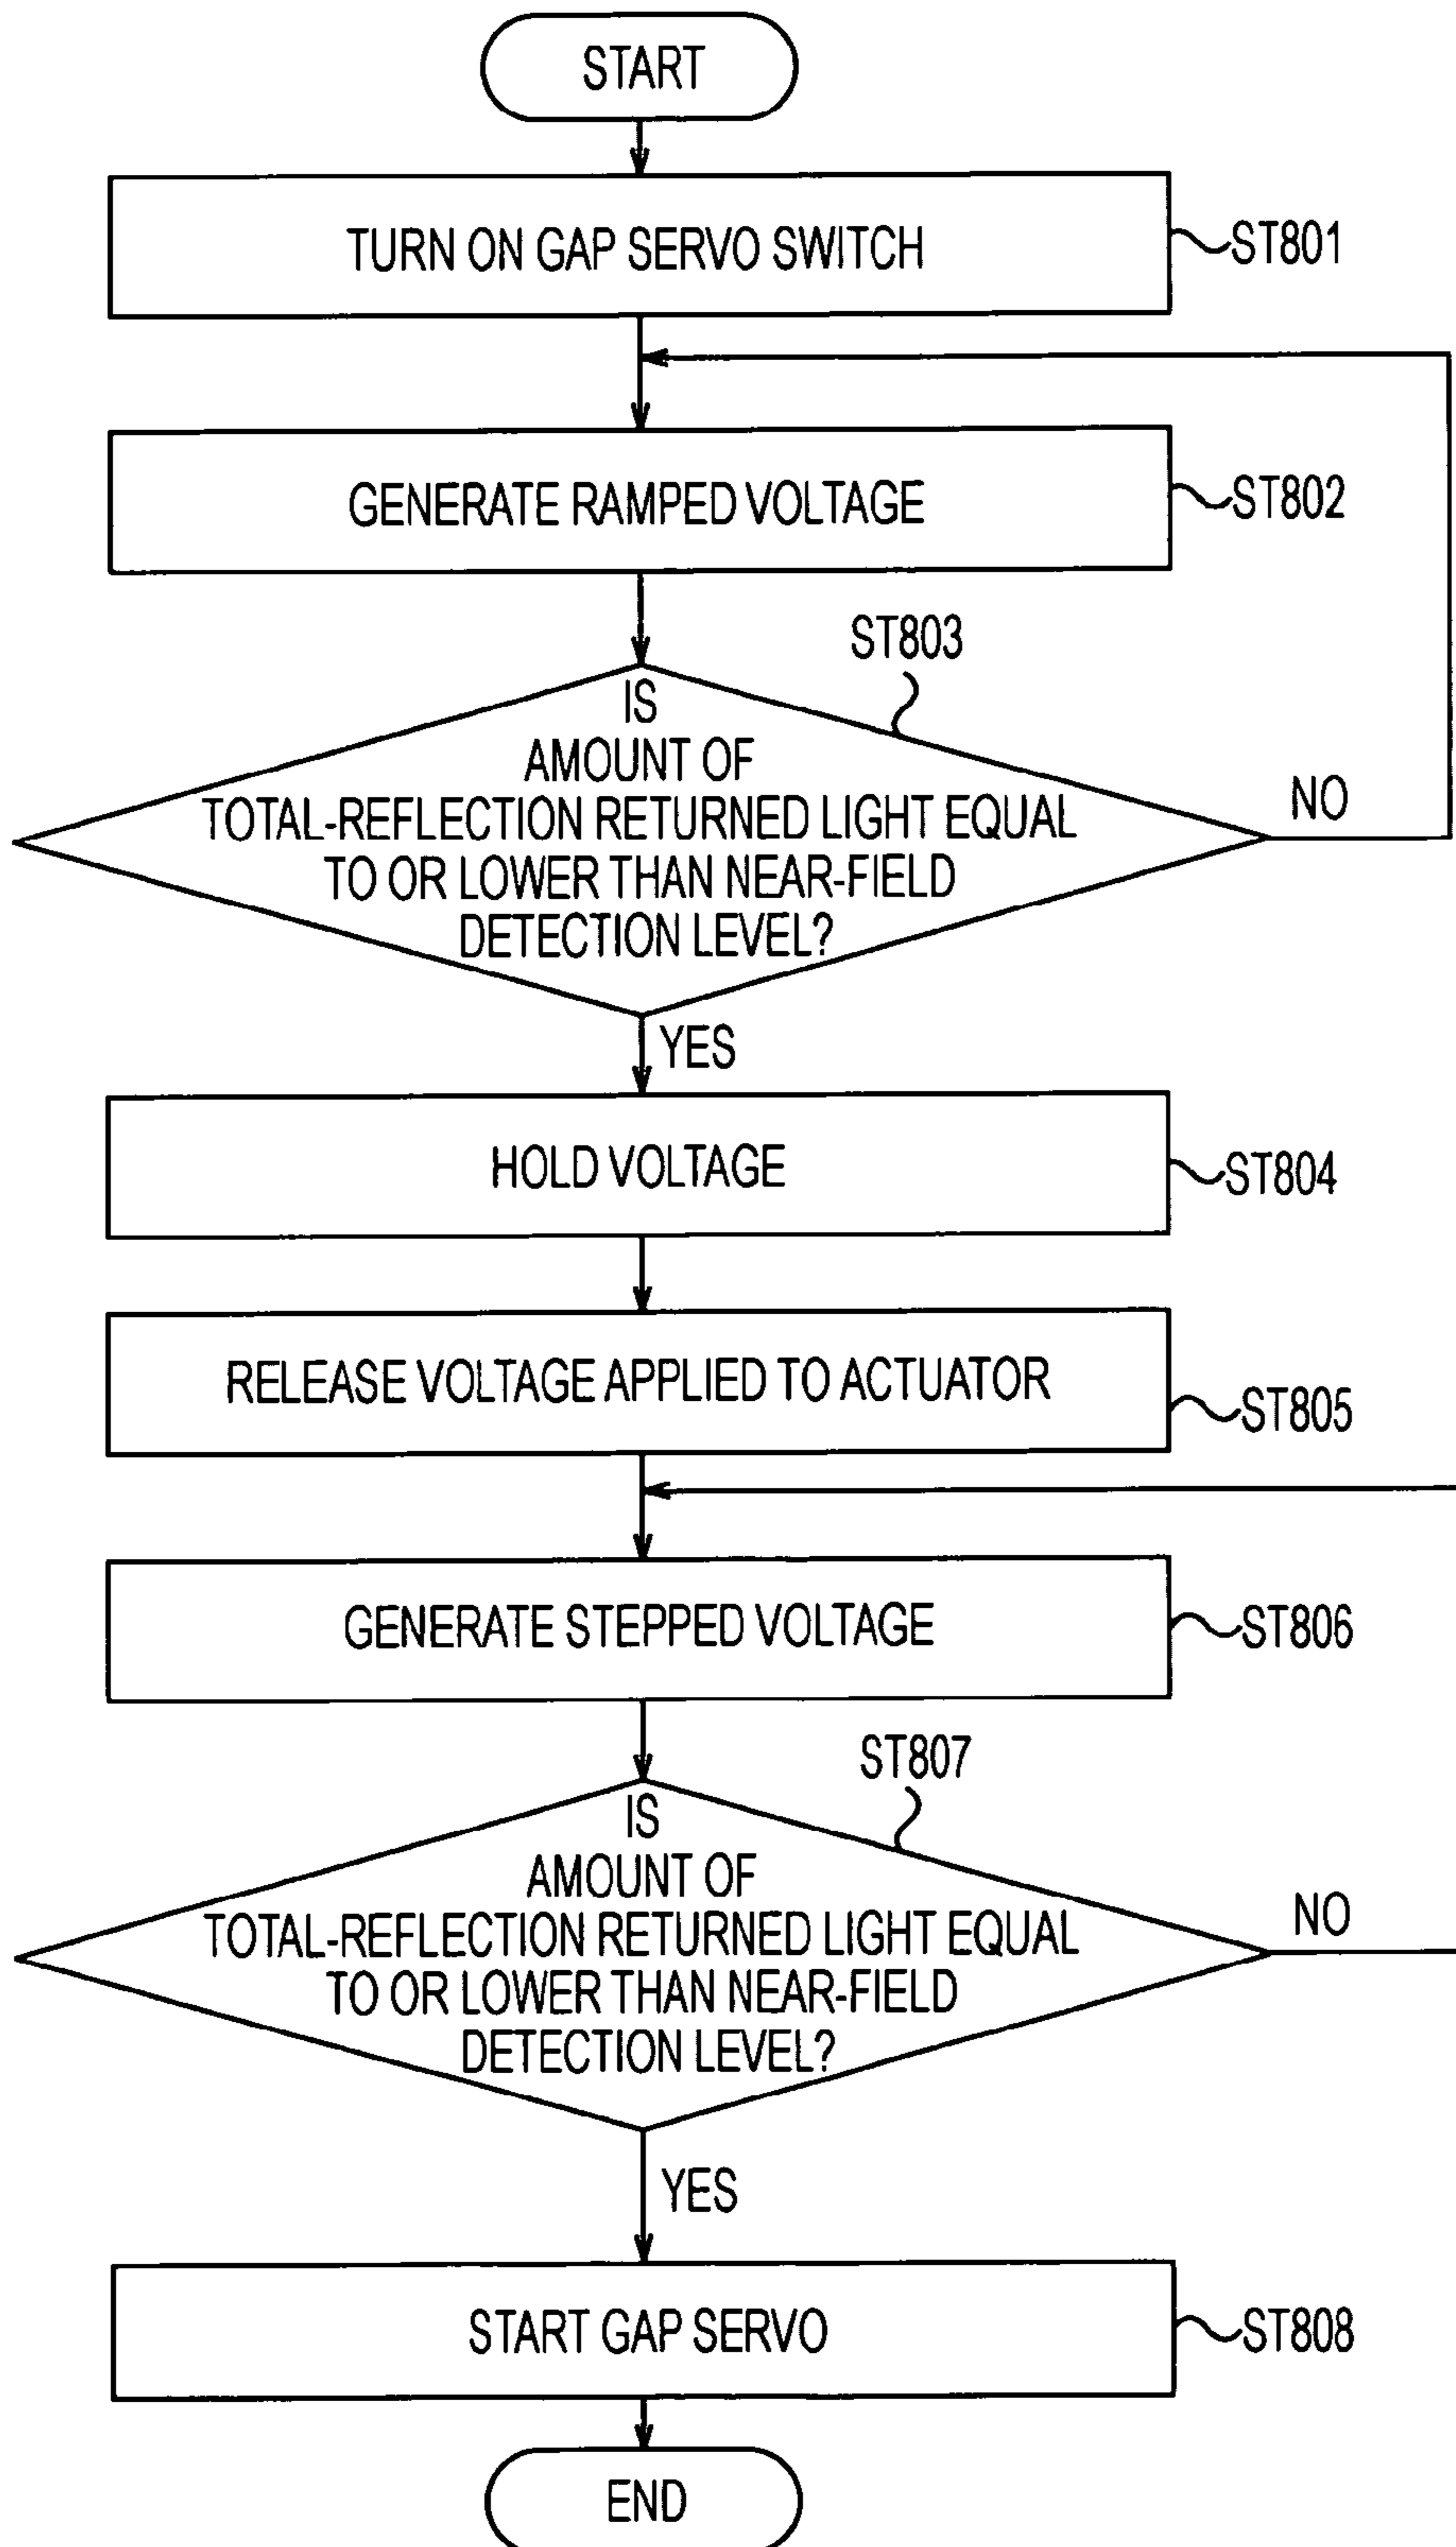 START
TURN ON GAP SERVO SWITCH
ST801
GENERATE RAMPED VOLTAGE
ST802
ST803
IS
AMOUNT OF
TOTAL-REFLECTION RETURNED LIGHT EQUAL
TO OR LOWER THAN NEAR-FIELD
DETECTION LEVEL?
NO
YES
HOLD VOLTAGE
ST804
RELEASE VOLTAGE APPLIED TO ACTUATOR
ST805
GENERATE STEPPED VOLTAGE
ST806
ST807
IS
AMOUNT OF
TOTAL-REFLECTION RETURNED LIGHT EQUAL
TO OR LOWER THAN NEAR-FIELD
DETECTION LEVEL?
NO
YES
START GAP SERVO
ST808
END